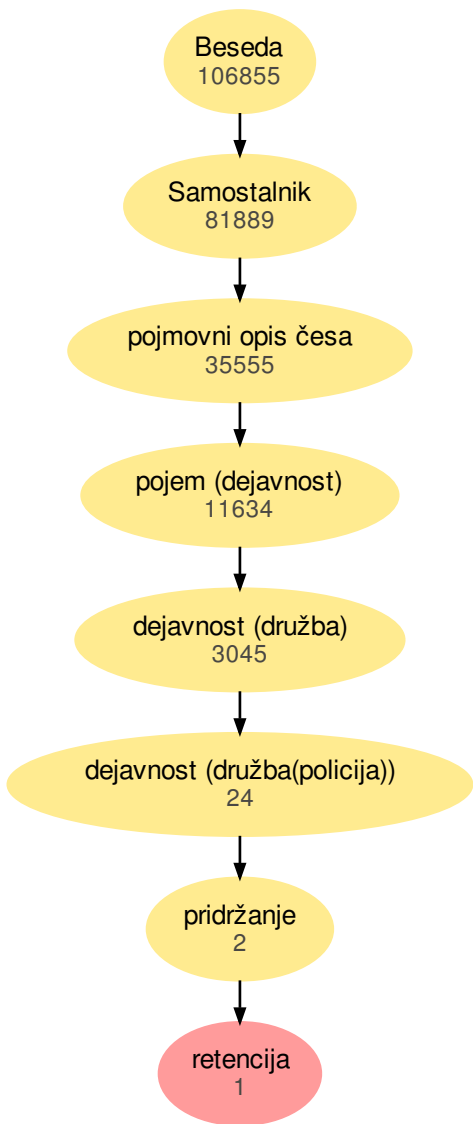 Beseda
106855
Samostalnik
81889
pojmovni opis česa
35555
pojem (dejavnost)
11634
dejavnost (družba)
3045
dejavnost (družba(policija))
24
pridržanje
2
retencija
1